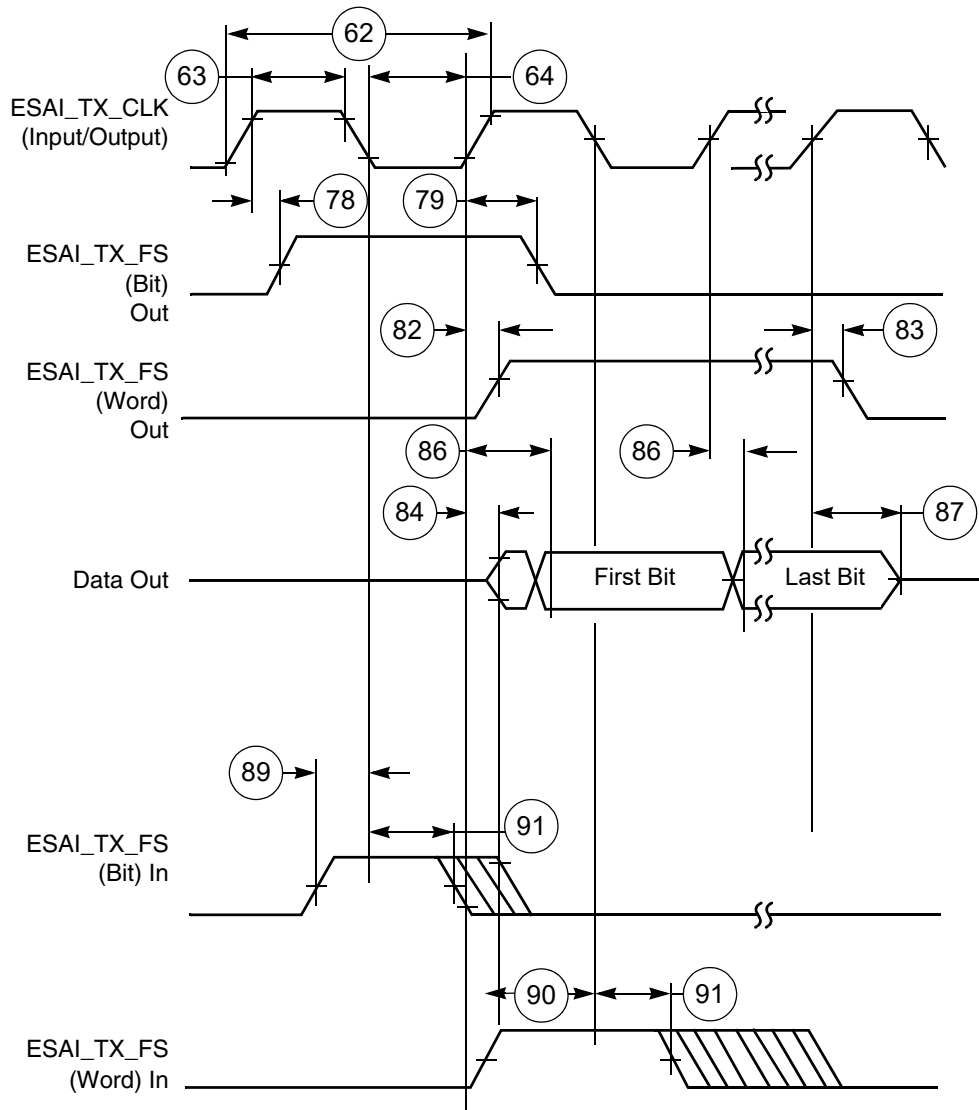 62
63
64
ESAI_TX_CLK
(Input/Output)
78
79
ESAI_TX_FS
(Bit)
Out
82
83
ESAI_TX_FS
(Word)
Out
86
86
84
87
Data Out
First Bit
Last Bit
89
91
ESAI_TX_FS
(Bit) In
90
91
ESAI_TX_FS
(Word) In